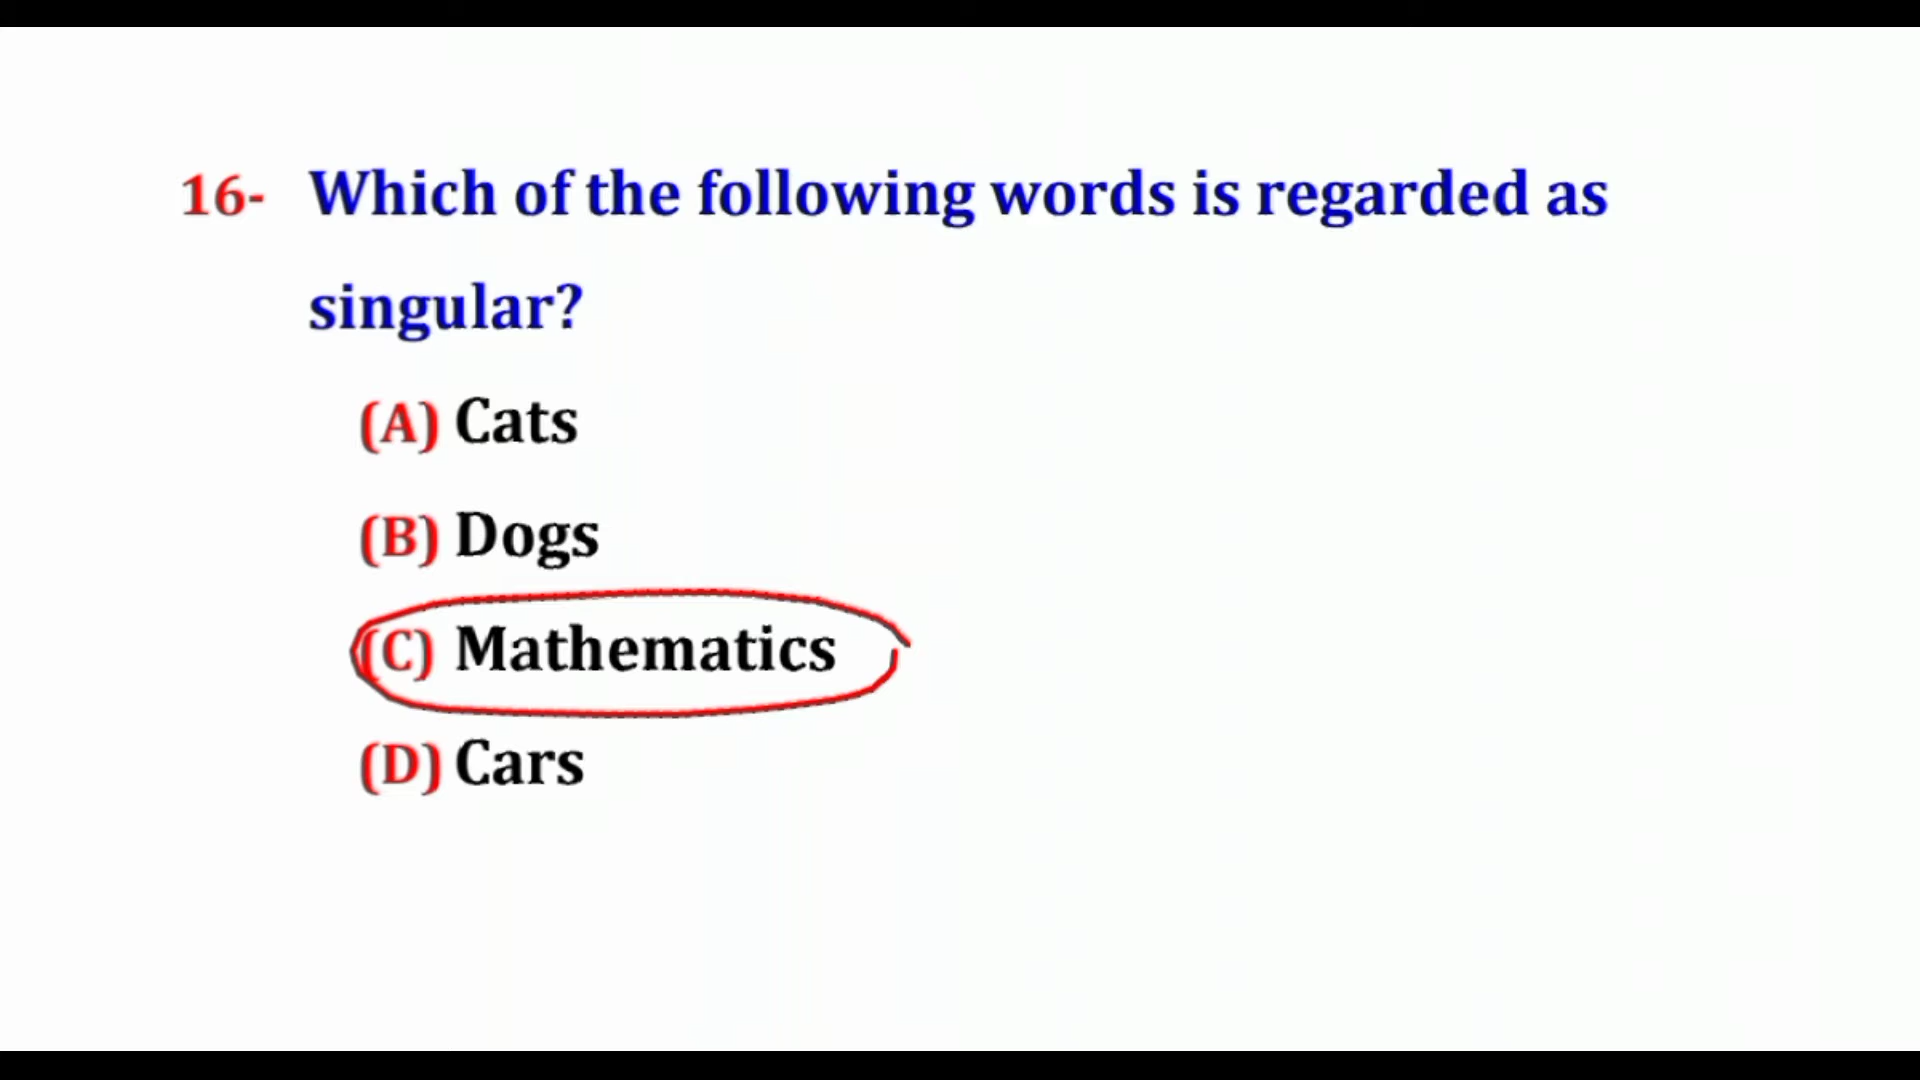 16- Which of the following words is regarded as
singular?
(A) Cats
(B) Dogs
(C) Mathematics
(D) Cars